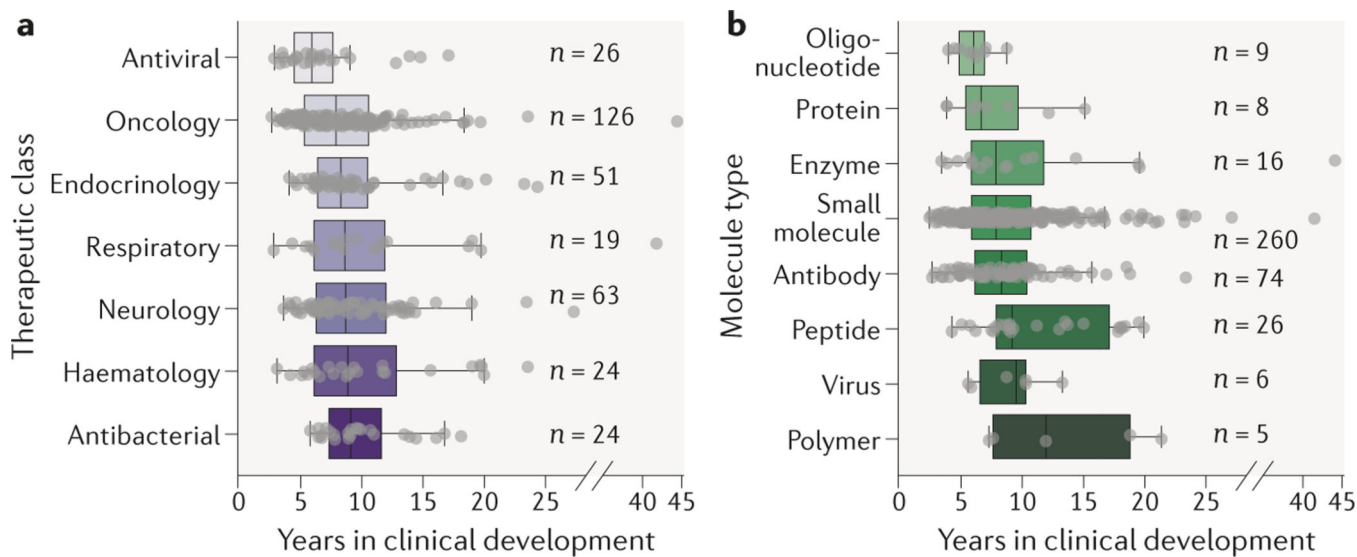 a
Therapeutic class
Antiviral
n = 26
Oncology
n = 126
Endocrinology
n = 51
Respiratory
n = 19
Neurology
n = 63
Haematology
n = 24
Antibacterial
n = 24
0 5 10 15 20 25 40 45
Years in clinical development
b
Molecule type
Oligo-
nucleotide
n = 9
Protein
n = 8
Enzyme
n = 16
Small
molecule
n = 260
Antibody
n = 74
Peptide
n = 26
Virus
n = 6
Polymer
n = 5
0 5 10 15 20 25 40 45
Years in clinical development